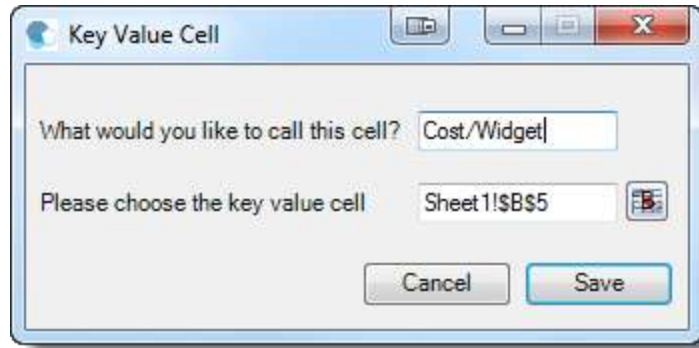 Key Value Cell
What would you like to call this cell? Cost/Widget
Please choose the key value cell Sheet1!$B$5
Cancel Save